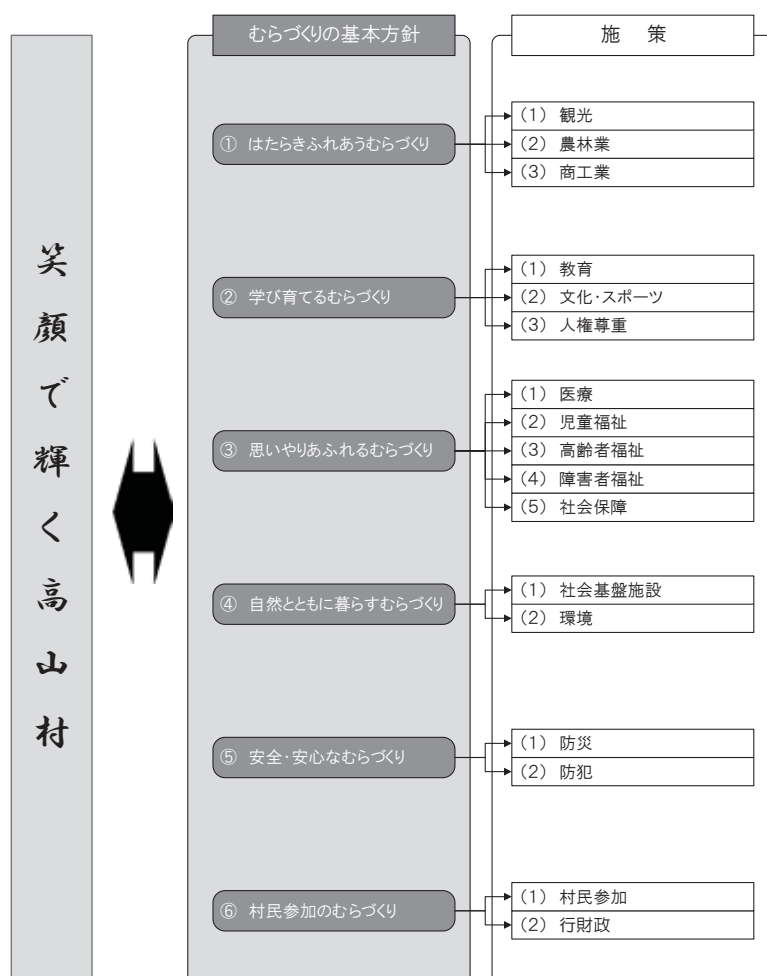 笑顔で輝く高山村
むらづくりの基本方針
施　策
① はたらきふれあうむらづくり
(1) 観光
(2) 農林業
(3) 商工業
② 学び育てるむらづくり
(1) 教育
(2) 文化・スポーツ
(3) 人権尊重
③ 思いやりあふれるむらづくり
(1) 医療
(2) 児童福祉
(3) 高齢者福祉
(4) 障害者福祉
(5) 社会保障
④ 自然とともに暮らすむらづくり
(1) 社会基盤施設
(2) 環境
⑤ 安全・安心なむらづくり
(1) 防災
(2) 防犯
⑥ 村民参加のむらづくり
(1) 村民参加
(2) 行財政